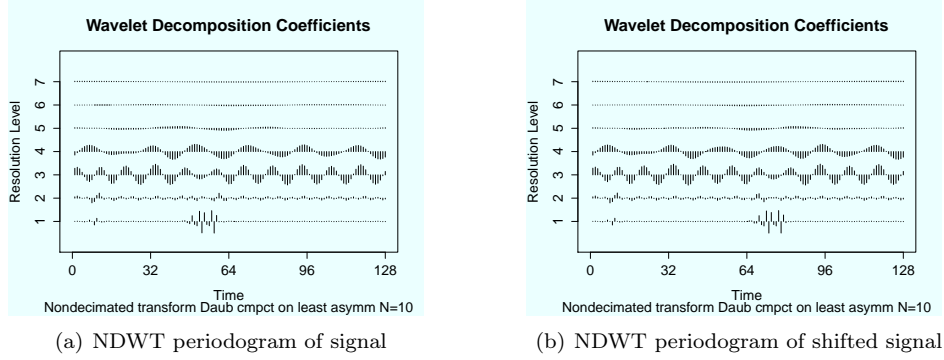 Wavelet Decomposition Coefficients
Resolution Level
7
6
5
4
3
2
1
0 32 64 96 128
Time
Nondecimated transform Daub cmpct on least asymm N=10
(a) NDWT periodogram of signal
Wavelet Decomposition Coefficients
Resolution Level
7
6
5
4
3
2
1
0 32 64 96 128
Time
Nondecimated transform Daub cmpct on least asymm N=10
(b) NDWT periodogram of shifted signal